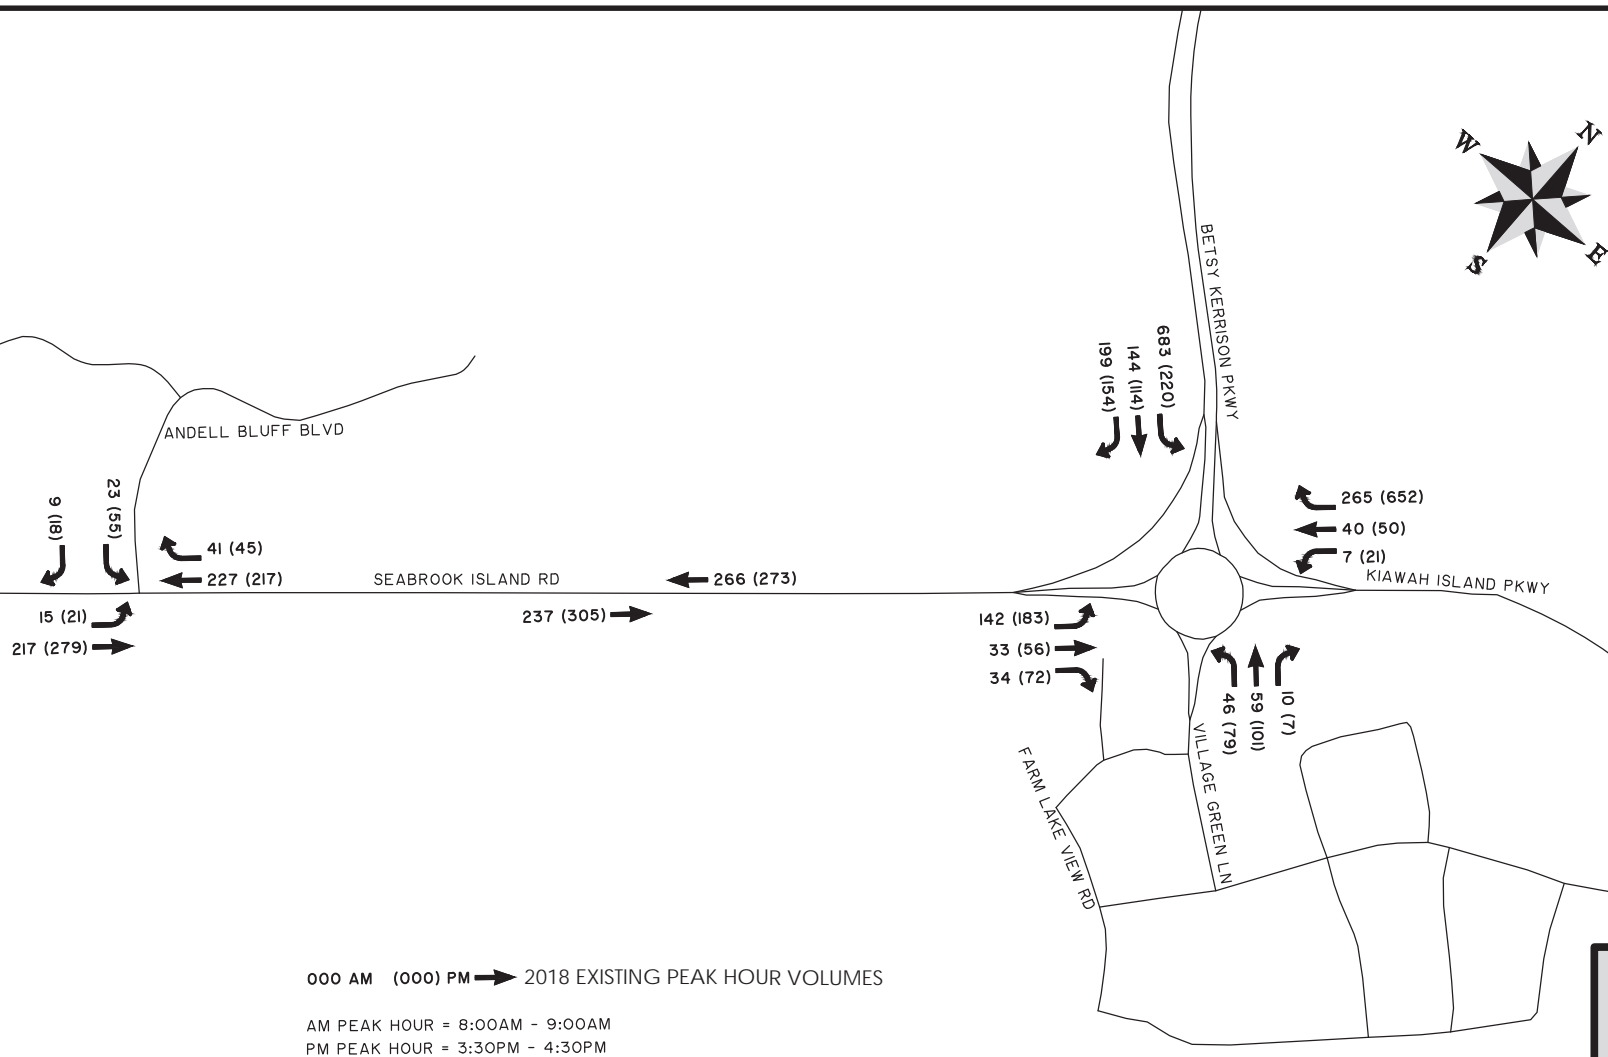 W
N
S
E
BETSY KERRISON PKWY
199 (154)
144 (114)
683 (220)
ANDELL BLUFF BLVD
9 (18)
23 (55)
41 (45)
227 (217)
SEABROOK ISLAND RD
266 (273)
237 (305)
15 (21)
217 (279)
265 (652)
40 (50)
7 (21)
KIAWAH ISLAND PKWY
142 (183)
33 (56)
34 (72)
46 (79)
59 (101)
10 (7)
VILLAGE GREEN LN
FARM LAKE VIEW RD
000 AM (000) PM 2018 EXISTING PEAK HOUR VOLUMES
AM PEAK HOUR = 8:00AM - 9:00AM
PM PEAK HOUR = 3:30PM - 4:30PM